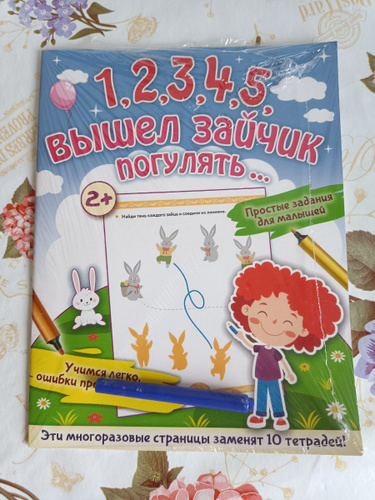 1,2,3,4,5,
вышел зайчик
погулять...
2+
Найди тень каждого зайца и соедини их линиями.
Простые задания
для малышей
Учимся легко,
ошибки пр
Эти многоразовые страницы заменят 10 тетрадей!